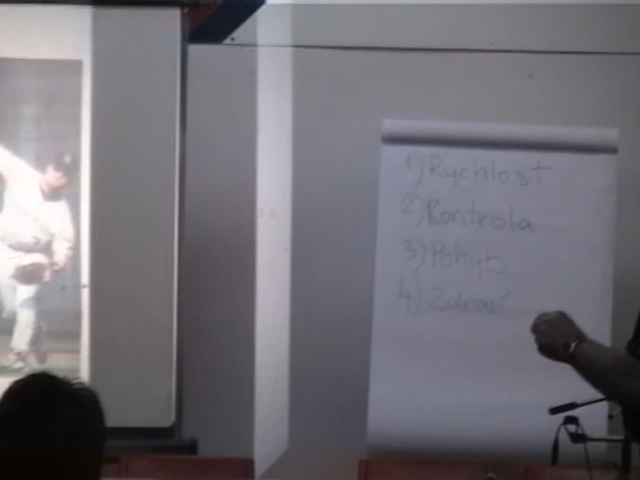 1) Rychlost
2) Kontrola
3) Pohyb
4) Zdraví